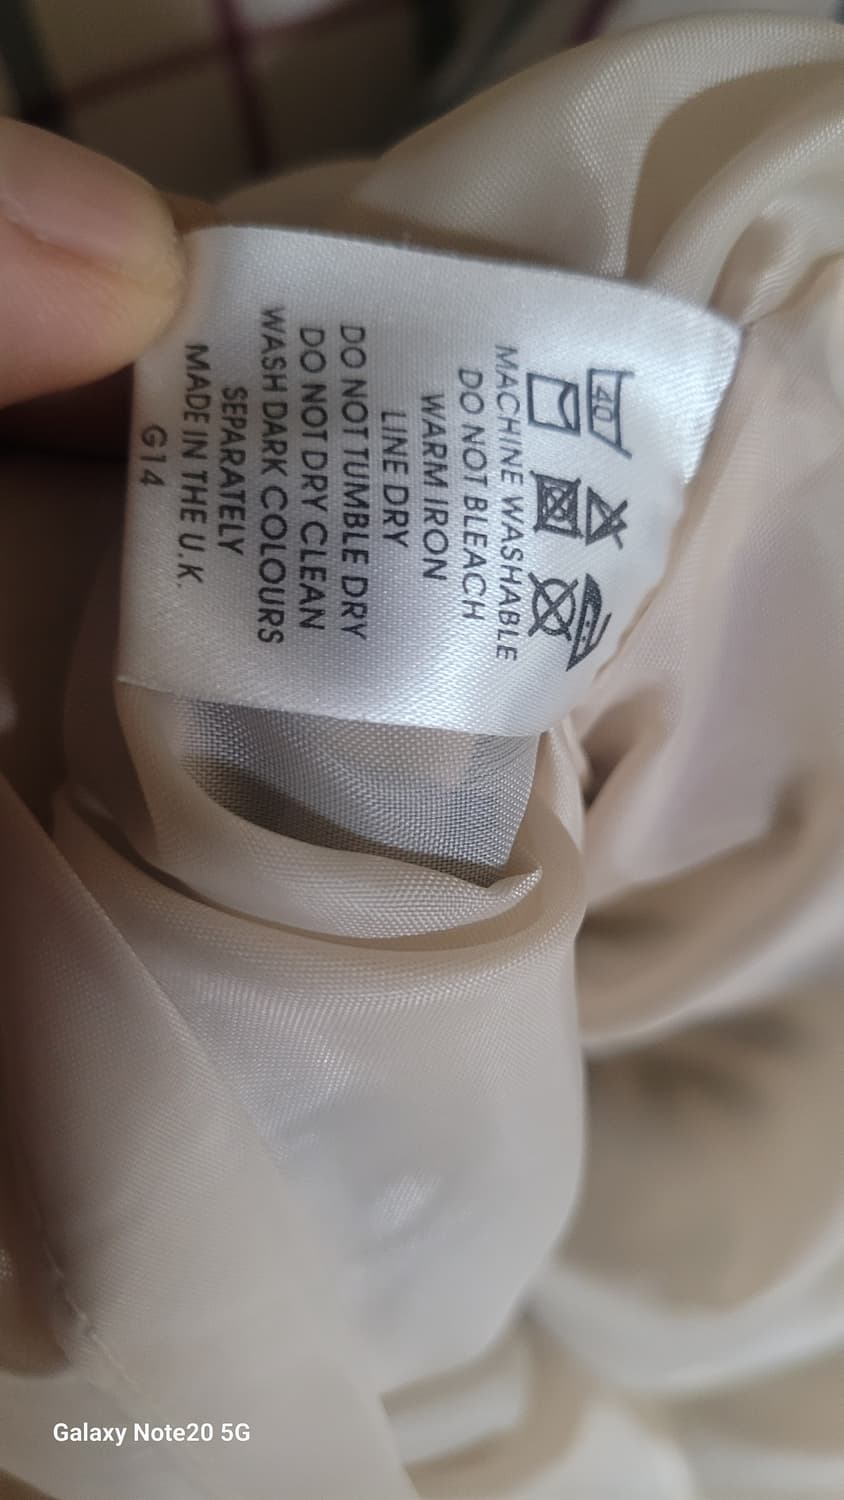 40
MACHINE WASHABLE
DO NOT BLEACH
WARM IRON
LINE DRY
DO NOT TUMBLE DRY
DO NOT DRY CLEAN
WASH DARK COLOURS
SEPARATELY
MADE IN THE U.K.
G14
Galaxy Note20 5G